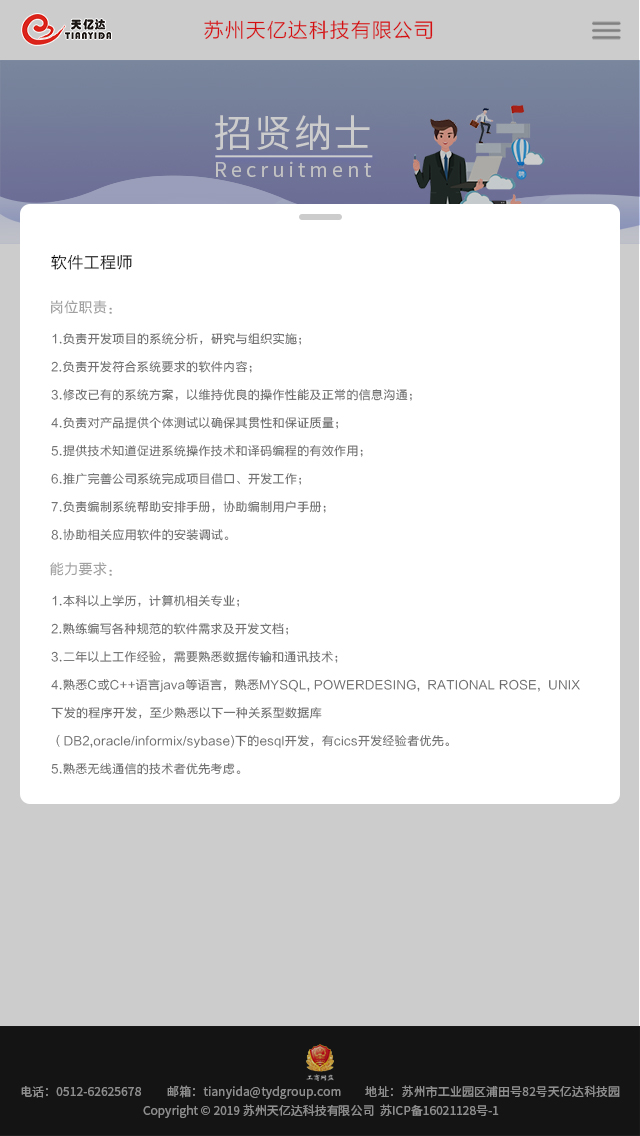 天亿达
TIANYIDA
苏州天亿达科技有限公司
招贤纳士
Recruitment
软件工程师
岗位职责：
1.负责开发项目的系统分析，研究与组织实施；
2.负责开发符合系统要求的软件内容；
3.修改已有的系统方案，以维持优良的操作性能及正常的信息沟通；
4.负责对产品提供个体测试以确保其贯性和保证质量；
5.提供技术知道促进系统操作技术和译码编程的有效作用；
6.推广完善公司系统完成项目借口、开发工作；
7.负责编制系统帮助安排手册，协助编制用户手册；
8.协助相关应用软件的安装调试。
能力要求：
1.本科以上学历，计算机相关专业；
2.熟练编写各种规范的软件需求及开发文档；
3.二年以上工作经验，需要熟悉数据传输和通讯技术；
4.熟悉C或C++语言java等语言，熟悉MYSQL, POWERDESING, RATIONAL ROSE, UNIX
下发的程序开发，至少熟悉以下一种关系型数据库
（DB2,oracle/informix/sybase)下的esql开发，有cics开发经验者优先。
5.熟悉无线通信的技术者优先考虑。
工商网监
电话：0512-62625678 邮箱：tianyida@tydgroup.com 地址：苏州市工业园区浦田号82号天亿达科技园
Copyright © 2019 苏州天亿达科技有限公司 苏ICP备16021128号-1